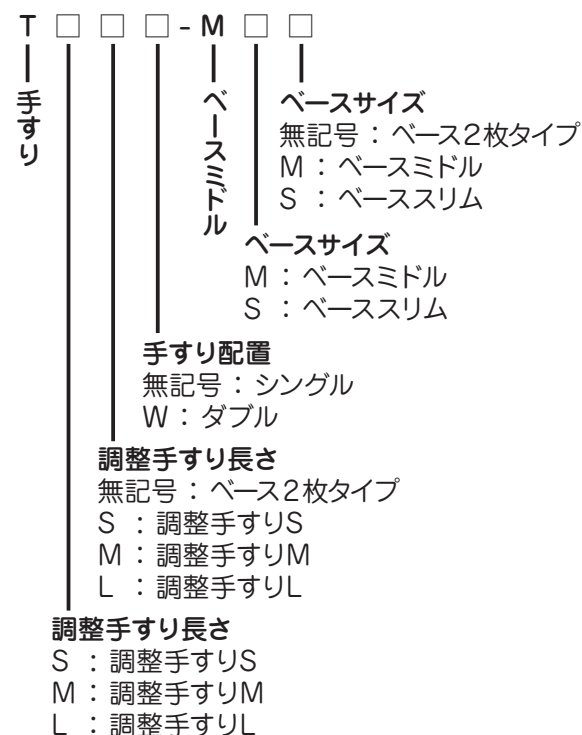 T □ □ □ - M □ □
手すり
ベースミドル
ベースサイズ
無記号：ベース2枚タイプ
M：ベースミドル
S：ベーススリム
ベースサイズ
M：ベースミドル
S：ベーススリム
手すり配置
無記号：シングル
W：ダブル
調整手すり長さ
無記号：ベース2枚タイプ
S：調整手すりS
M：調整手すりM
L：調整手すりL
調整手すり長さ
S：調整手すりS
M：調整手すりM
L：調整手すりL